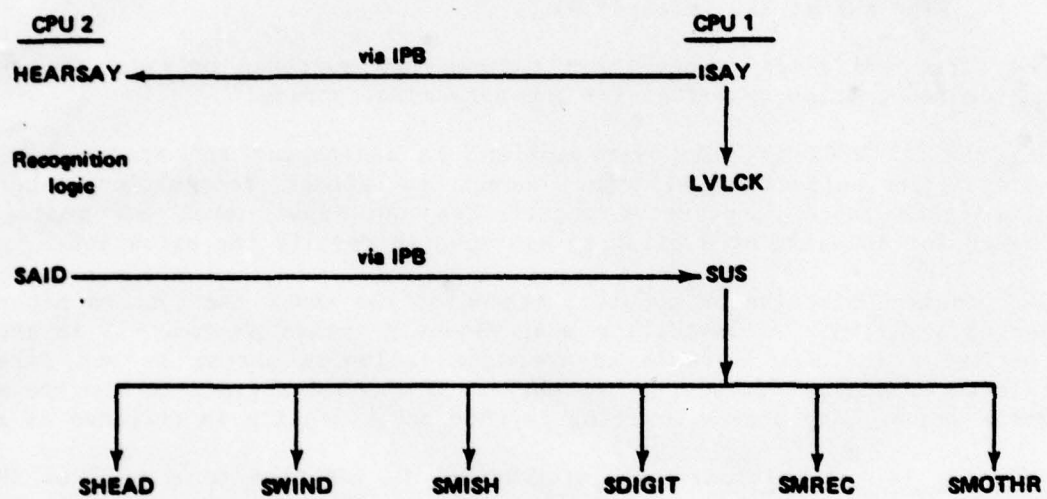 CPU 2 CPU 1
via IPB
HEARSAY ISAY
Recognition
logic LVLCK
via IPB
SAID SUS
SHEAD SWIND SMISH SDIGIT SMREC SMOTHR